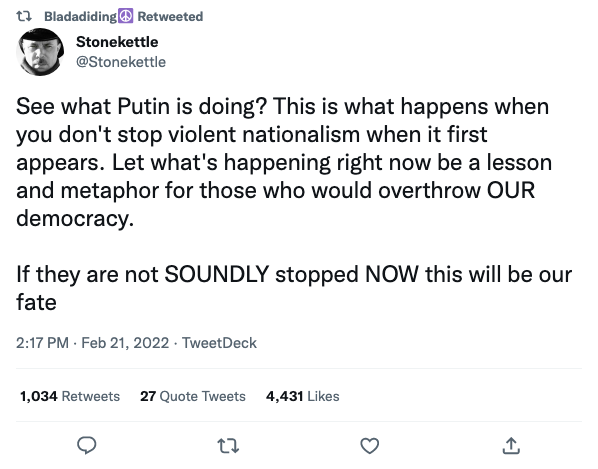 Bladadiding☮ Retweeted
Stonekettle
@Stonekettle
See what Putin is doing? This is what happens when
you don't stop violent nationalism when it first
appears. Let what's happening right now be a lesson
and metaphor for those who would overthrow OUR
democracy.
If they are not SOUNDLY stopped NOW this will be our
fate
2:17 PM · Feb 21, 2022 · TweetDeck
1,034 Retweets 27 Quote Tweets 4,431 Likes